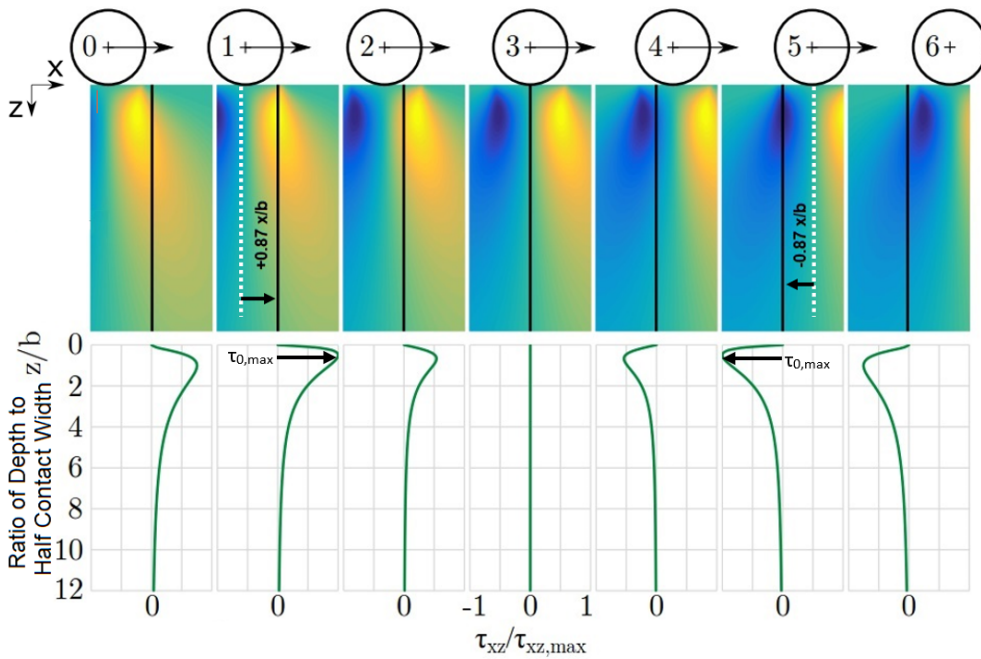 0 1 2 3 4 5 6
x
z
+0.87 x/b
-0.87 x/b
τ0,max
τ0,max
Ratio of Depth to
Half Contact Width z/b
0
2
4
6
8
10
12
0 0 0 -1 0 1 0 0 0
τxz/τxz,max